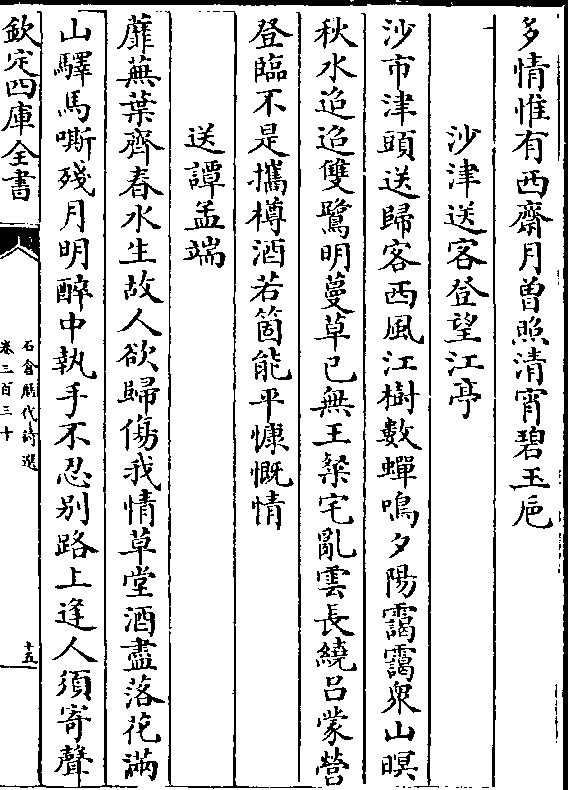 多情惟有西齋月曽照清宵碧玉巵
沙津送客登望江亭
沙市津頭送歸客西風江樹數蟬鳴夕陽靄靄衆山暝
秋水迢迢雙鷺明蔓草已無王粲宅亂雲長繞吕蒙營
登臨不是攜樽酒若箇能平慷慨情
送譚孟端
蘼蕪葉齊春水生故人欲歸傷我情草堂酒盡落花滿
山驛馬嘶殘月明醉中執手不忍别路上逢人須寄聲
欽定四庫全書
石倉歴代詩選
卷三百三十
十五